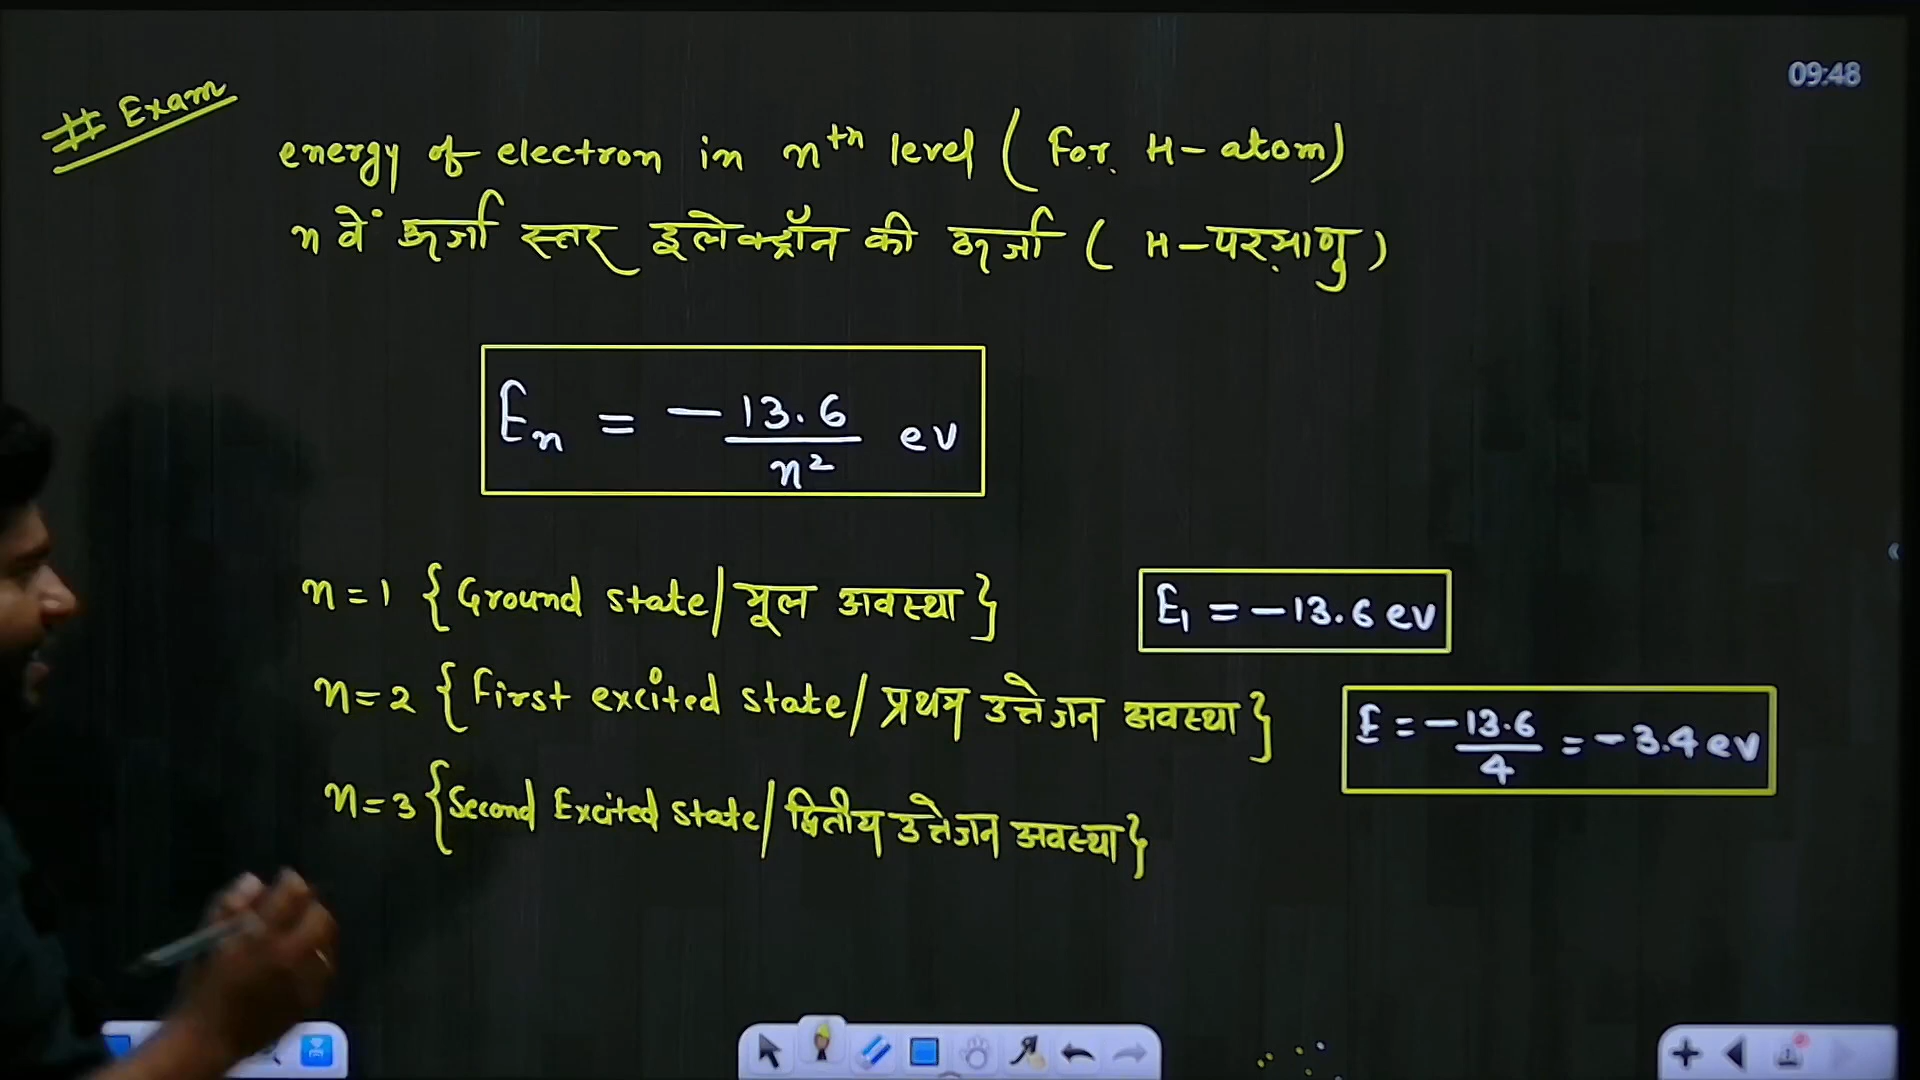 09:48
# Exam
energy of electron in nth level ( for H-atom)
n वें ऊर्जा स्तर इलेक्ट्रॉन की ऊर्जा ( H-परमाणु )
En = -13.6/n² ev
n=1 {Ground state/मूल अवस्था} E1 = -13.6 ev
n=2 {first excited state/प्रथम उत्तेजन अवस्था} E = -13.6/4 = -3.4 ev
n=3 {Second Excited state/द्वितीय उत्तेजन अवस्था}